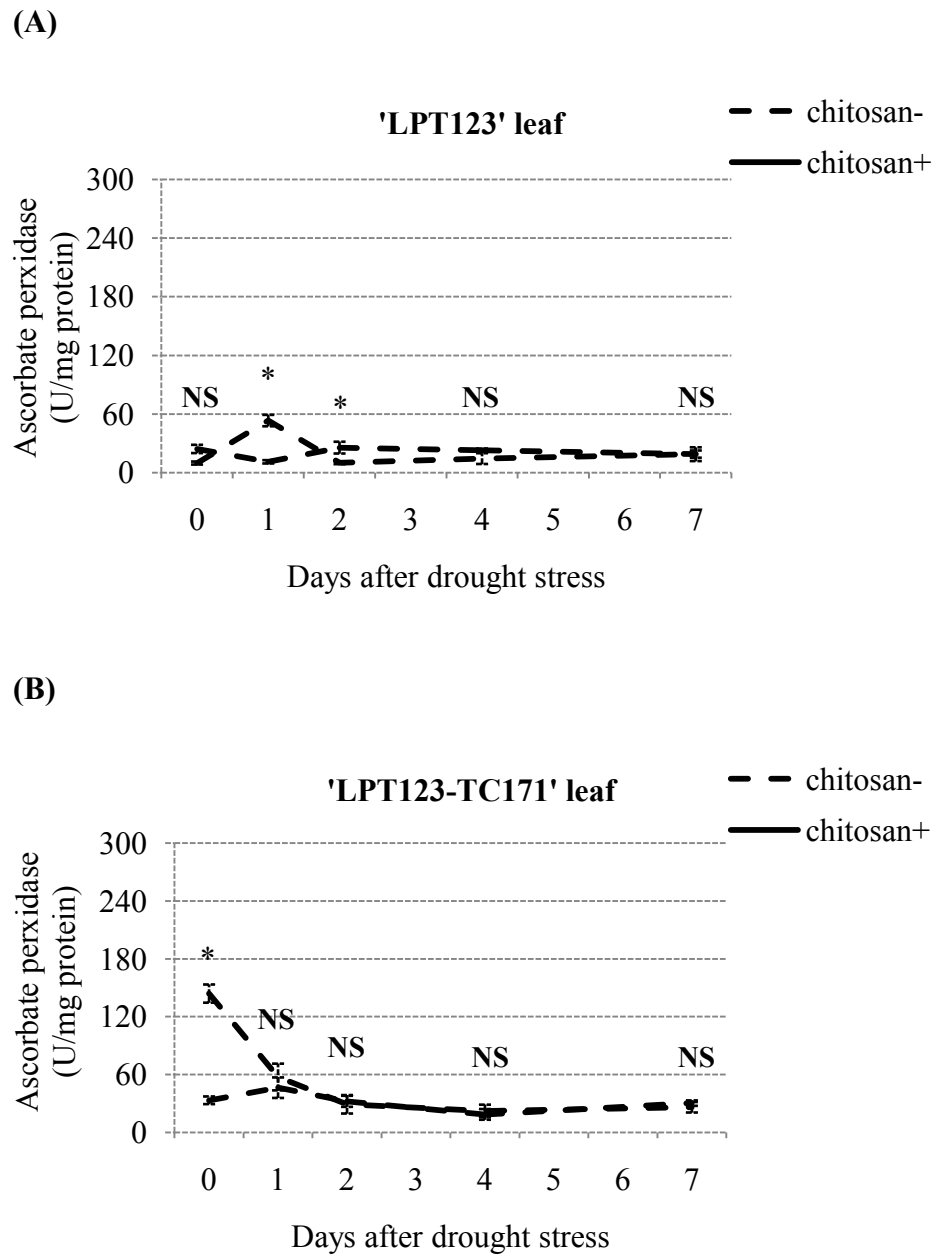 (A)
'LPT123' leaf
chitosan-
chitosan+
Ascorbate perxidase
(U/mg protein)
300
240
180
120
60
0
*
*
NS
NS
NS
0 1 2 3 4 5 6 7
Days after drought stress
(B)
'LPT123-TC171' leaf
chitosan-
chitosan+
Ascorbate perxidase
(U/mg protein)
300
240
180
120
60
0
*
NS
NS
NS
NS
0 1 2 3 4 5 6 7
Days after drought stress